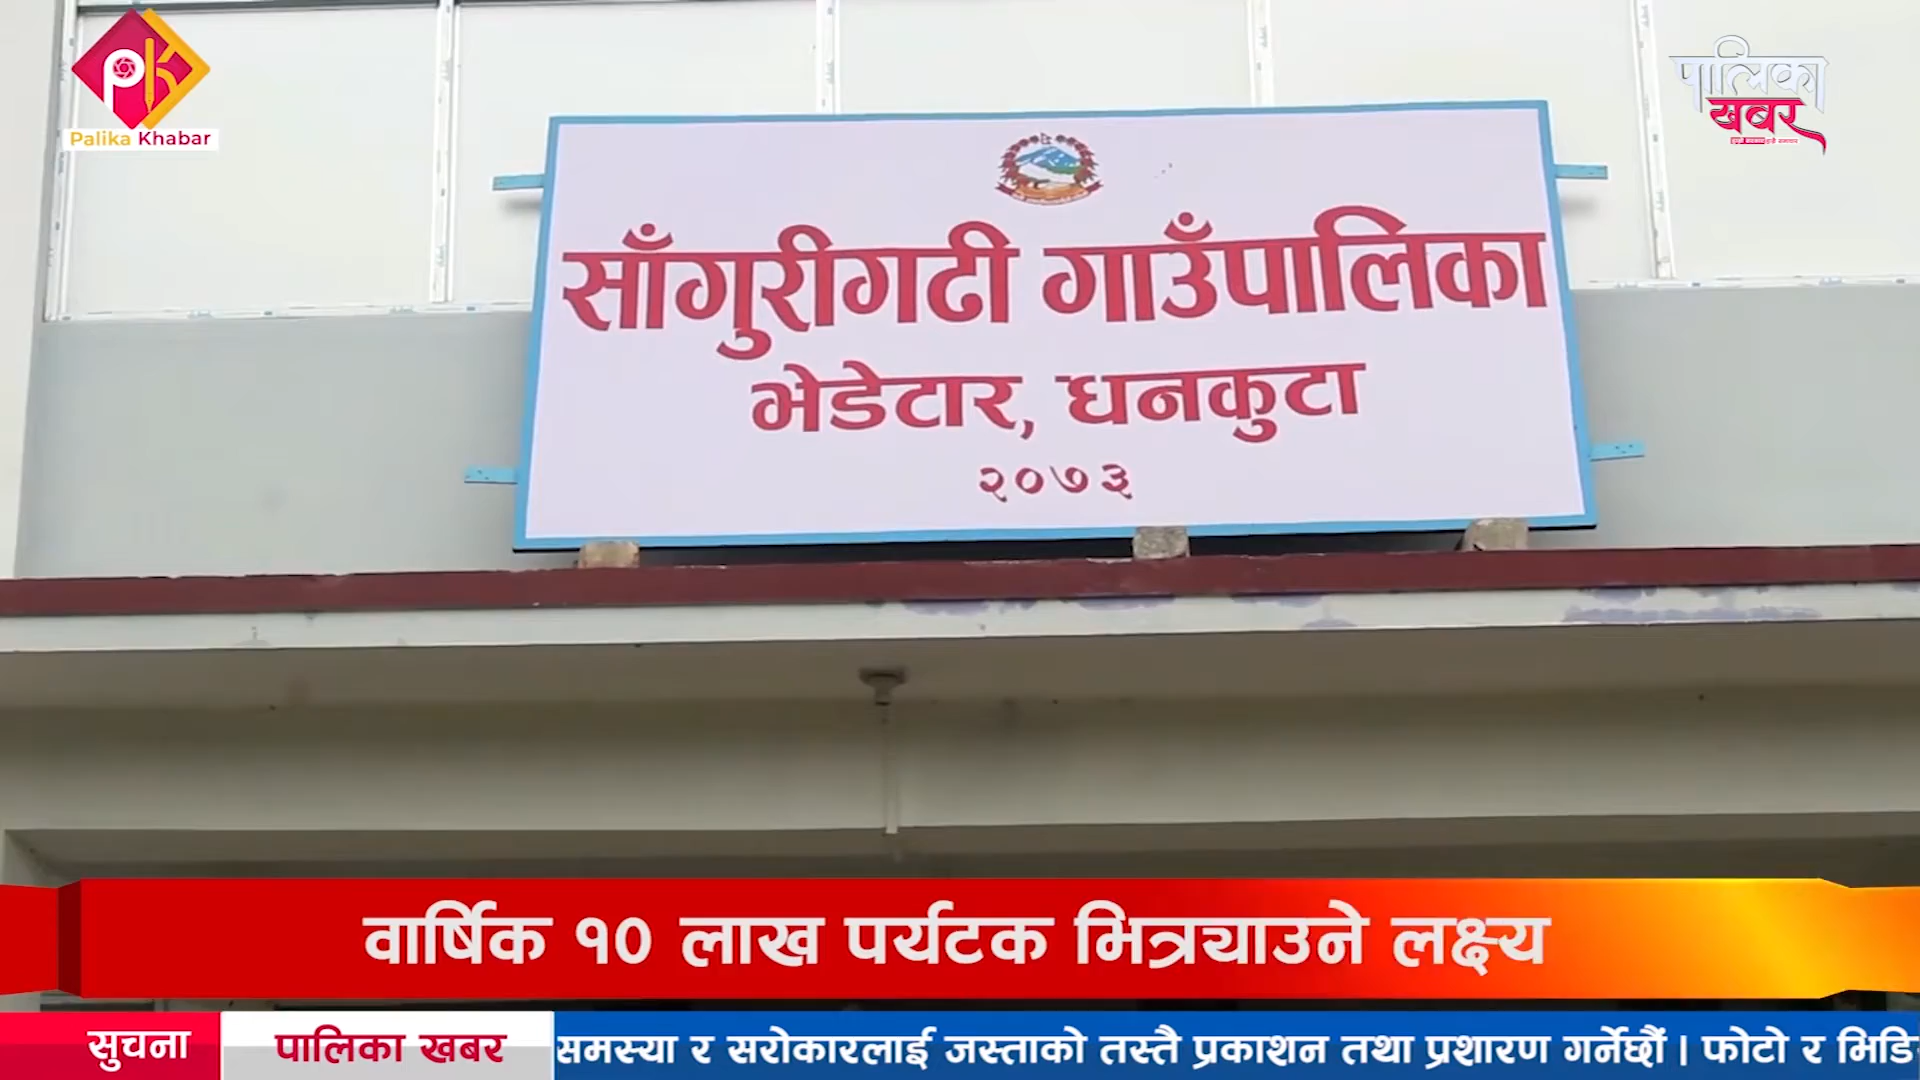 PK
Palika Khabar
पालिका
खबर
साँगुरीगढी गाउँपालिका
भेडेटार, धनकुटा
२०७३
वार्षिक १० लाख पर्यटक भित्र्याउने लक्ष्य
सुचना
पालिका खबर
समस्या र सरोकारलाई जस्ताको तस्तै प्रकाशन तथा प्रशारण गर्नेछौं । फोटो र भिडि